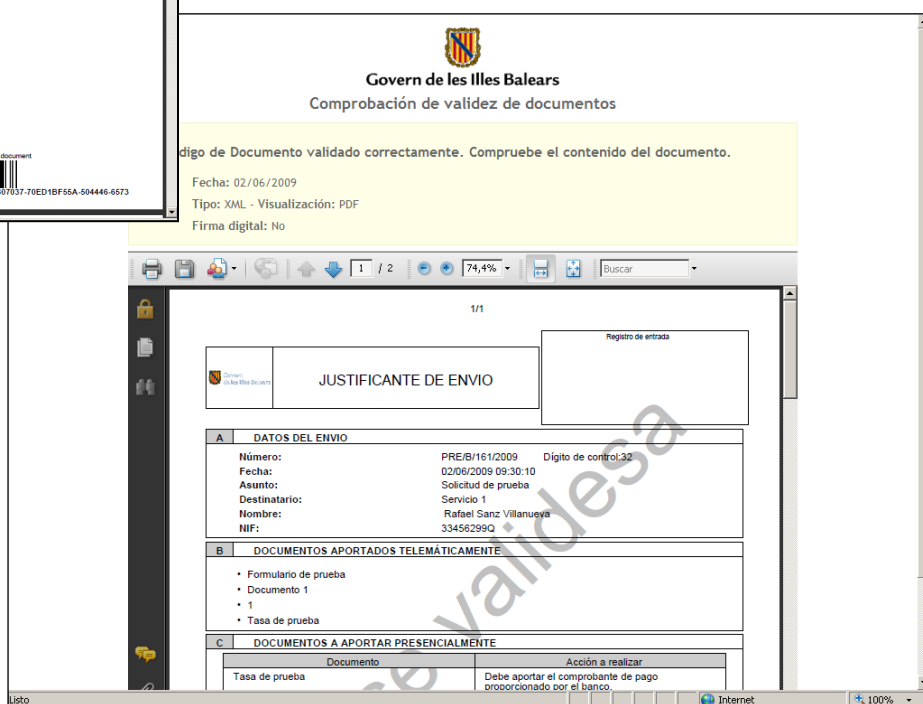 document
07037-70ED1BF55A-504446-6573
Govern de les Illes Balears
Comprobación de validez de documentos
digo de Documento validado correctamente. Compruebe el contenido del documento.
Fecha: 02/06/2009
Tipo: XML - Visualización: PDF
Firma digital: No
1 / 2 74,4% Buscar
1/1
Registro de entrada
Govern
de les Illes Balears
JUSTIFICANTE DE ENVIO
A DATOS DEL ENVIO
Número: PRE/B/161/2009 Dígito de control:32
Fecha: 02/06/2009 09:30:10
Asunto: Solicitud de prueba
Destinatario: Servicio 1
Nombre: Rafael Sanz Villanueva
NIF: 33456299Q
B DOCUMENTOS APORTADOS TELEMÁTICAMENTE
• Formulario de prueba
• Documento 1
• 1
• Tasa de prueba
C DOCUMENTOS A APORTAR PRESENCIALMENTE
Documento Acción a realizar
Tasa de prueba Debe aportar el comprobante de pago
proporcionado por el banco.
se validesa
Listo Internet 100%